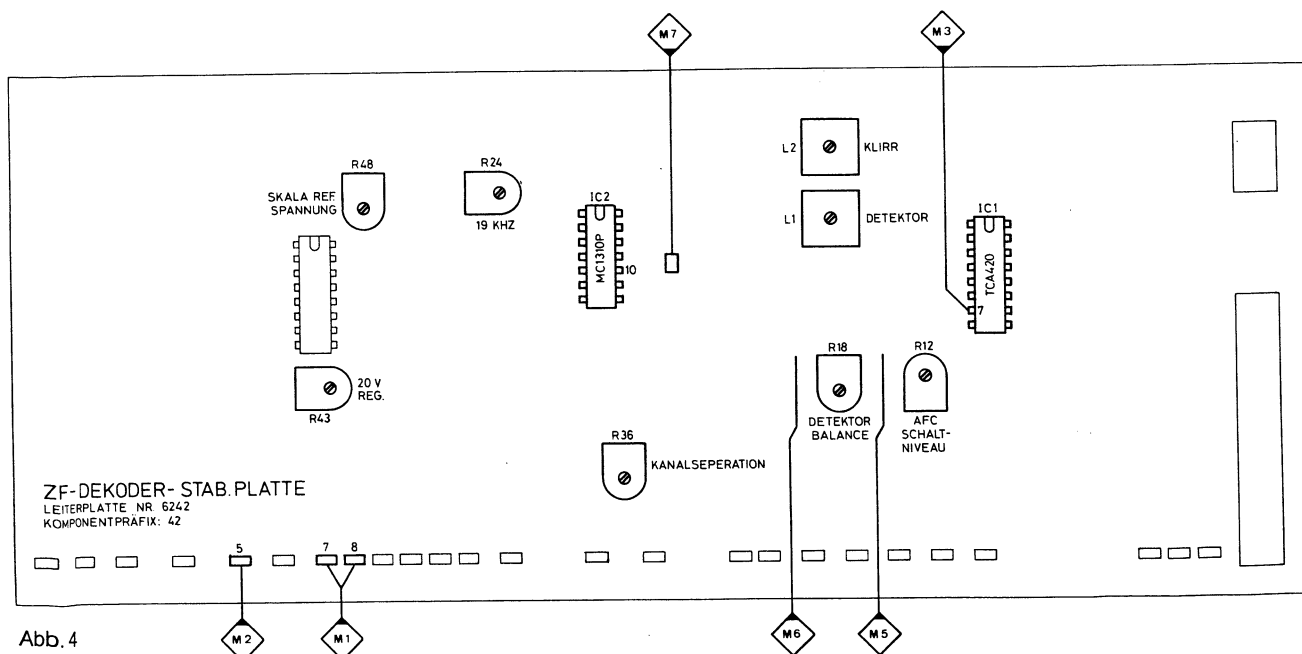 M7
M3
R48
SKALA REF.
SPANNUNG
R24
19 KHZ
IC2
MC1310P
10
L2
KLIRR
L1
DETEKTOR
IC1
TCA420
7
R43
20 V
REG.
R18
DETEKTOR
BALANCE
R12
AFC
SCHALT-
NIVEAU
R36
KANALSEPERATION
ZF-DEKODER-STAB.PLATTE
LEITERPLATTE NR. 6242
KOMPONENTPRÄFIX: 42
5
7
8
M2
M1
M6
M5
Abb. 4